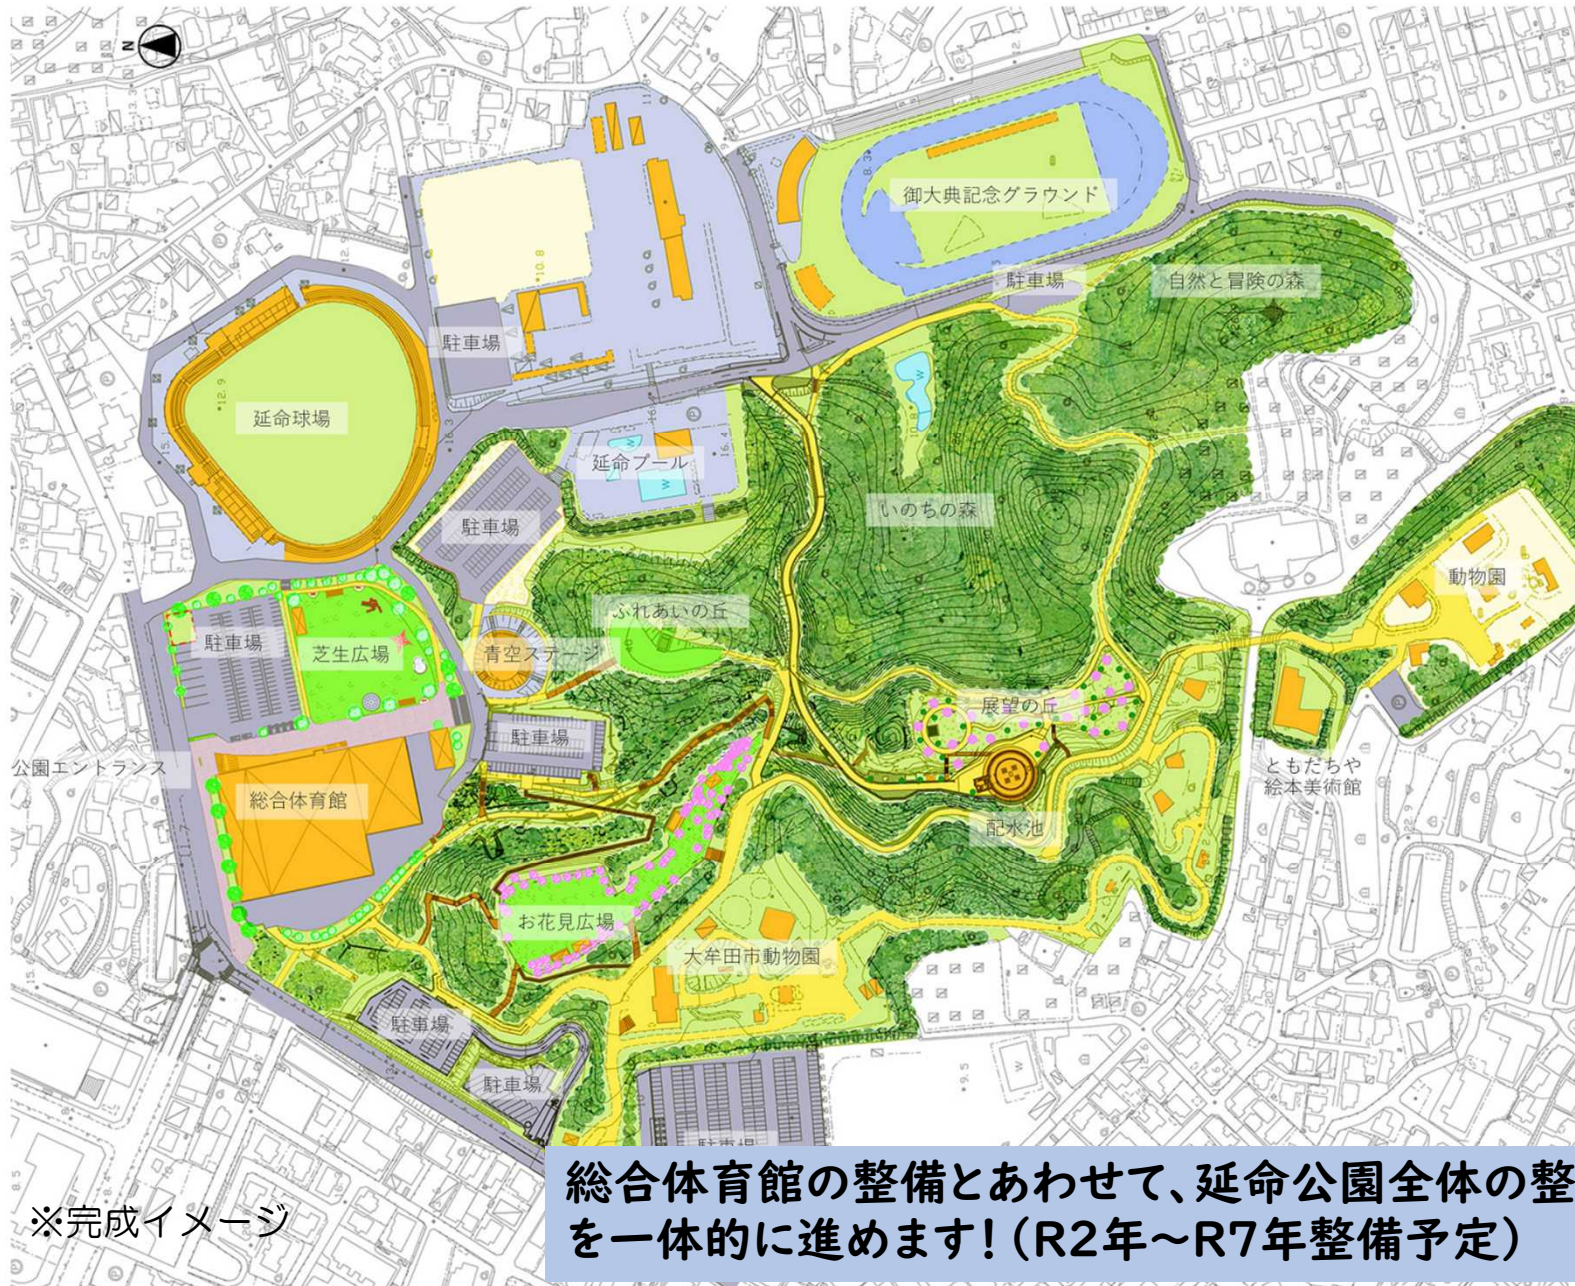 N
御大典記念グラウンド
駐車場
自然と冒険の森
駐車場
延命球場
延命プール
いのちの森
駐車場
動物園
ふれあいの丘
駐車場
芝生広場
青空ステージ
展望の丘
駐車場
公園エントランス
ともだちや
絵本美術館
総合体育館
配水池
お花見広場
大牟田市動物園
駐車場
駐車場
駐車場
総合体育館の整備とあわせて、延命公園全体の整
を一体的に進めます!(R2年～R7年整備予定)
※完成イメージ